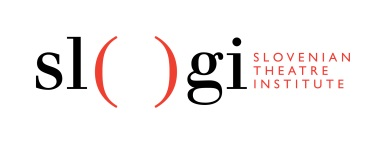 sl( )gi
SLOVENIAN
THEATRE
INSTITUTE